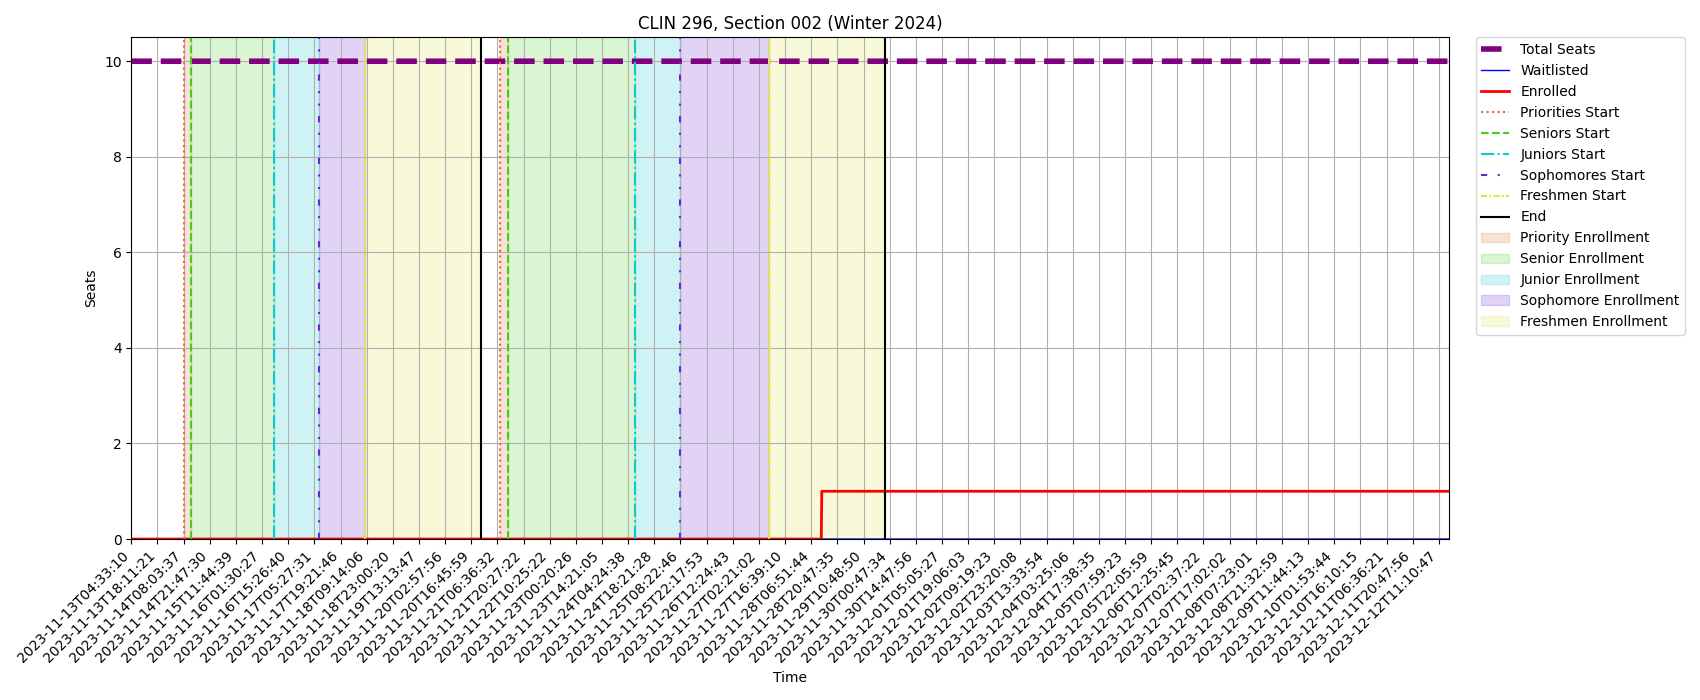 CLIN 296, Section 002 (Winter 2024)
Seats
10
8
6
4
2
0
2023-11-13T04:33:10
2023-11-13T18:11:21
2023-11-14T08:03:37
2023-11-14T21:47:30
2023-11-15T11:44:39
2023-11-16T01:30:27
2023-11-16T15:26:40
2023-11-17T05:27:31
2023-11-17T19:21:46
2023-11-18T09:14:06
2023-11-18T23:00:20
2023-11-19T13:13:47
2023-11-20T02:57:56
2023-11-20T16:45:59
2023-11-21T06:36:32
2023-11-21T20:27:22
2023-11-22T10:25:22
2023-11-23T00:20:26
2023-11-23T14:21:05
2023-11-24T04:24:38
2023-11-24T18:21:28
2023-11-25T08:22:46
2023-11-25T22:17:53
2023-11-26T12:24:43
2023-11-27T02:21:02
2023-11-27T16:39:10
2023-11-28T06:51:44
2023-11-28T20:47:35
2023-11-29T10:48:50
2023-11-30T00:47:34
2023-11-30T14:47:56
2023-12-01T05:05:27
2023-12-01T19:06:03
2023-12-02T09:19:23
2023-12-02T23:20:08
2023-12-03T13:33:54
2023-12-04T03:25:06
2023-12-04T17:38:35
2023-12-05T07:59:23
2023-12-05T22:05:59
2023-12-06T12:25:45
2023-12-07T02:37:22
2023-12-07T17:02:02
2023-12-08T07:23:01
2023-12-08T21:32:59
2023-12-09T11:44:13
2023-12-10T01:53:44
2023-12-10T16:10:15
2023-12-11T06:36:21
2023-12-11T20:47:56
2023-12-12T11:10:47
Time
Total Seats
Waitlisted
Enrolled
Priorities Start
Seniors Start
Juniors Start
Sophomores Start
Freshmen Start
End
Priority Enrollment
Senior Enrollment
Junior Enrollment
Sophomore Enrollment
Freshmen Enrollment